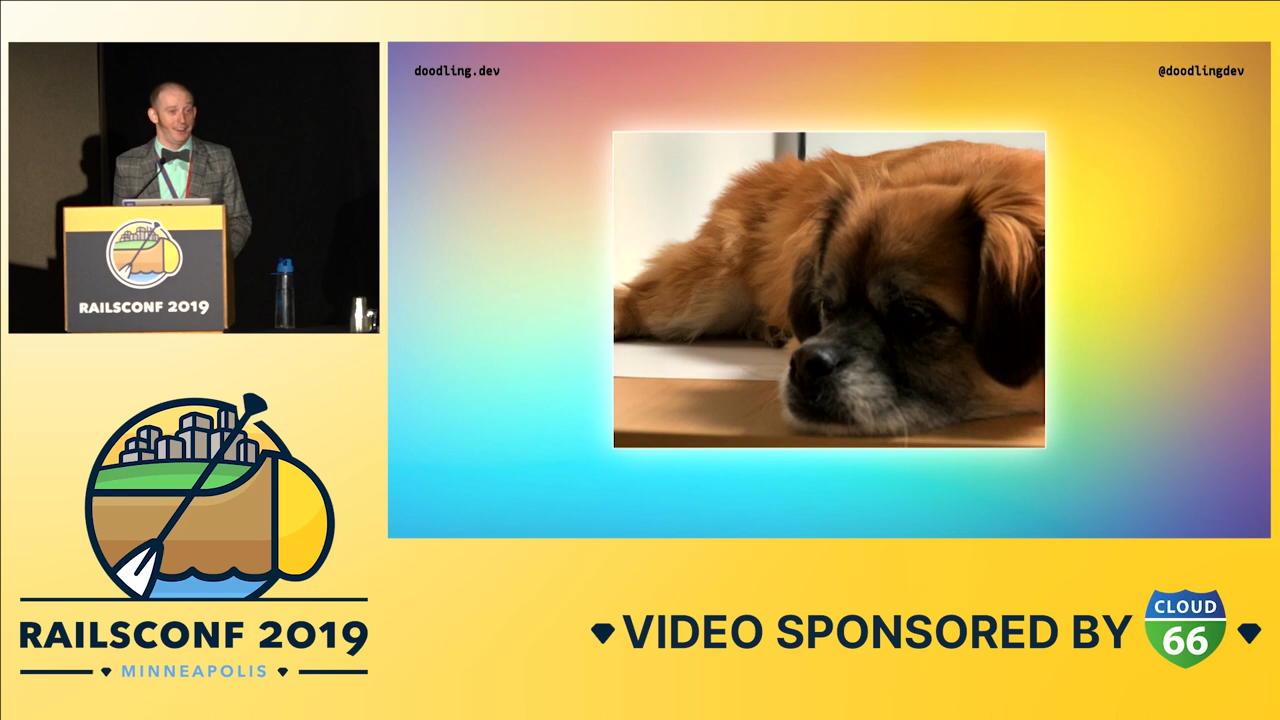 doodling.dev
@doodlingdev
RAILSCONF 2019
RAILSCONF 2019
MINNEAPOLIS
VIDEO SPONSORED BY
CLOUD
66